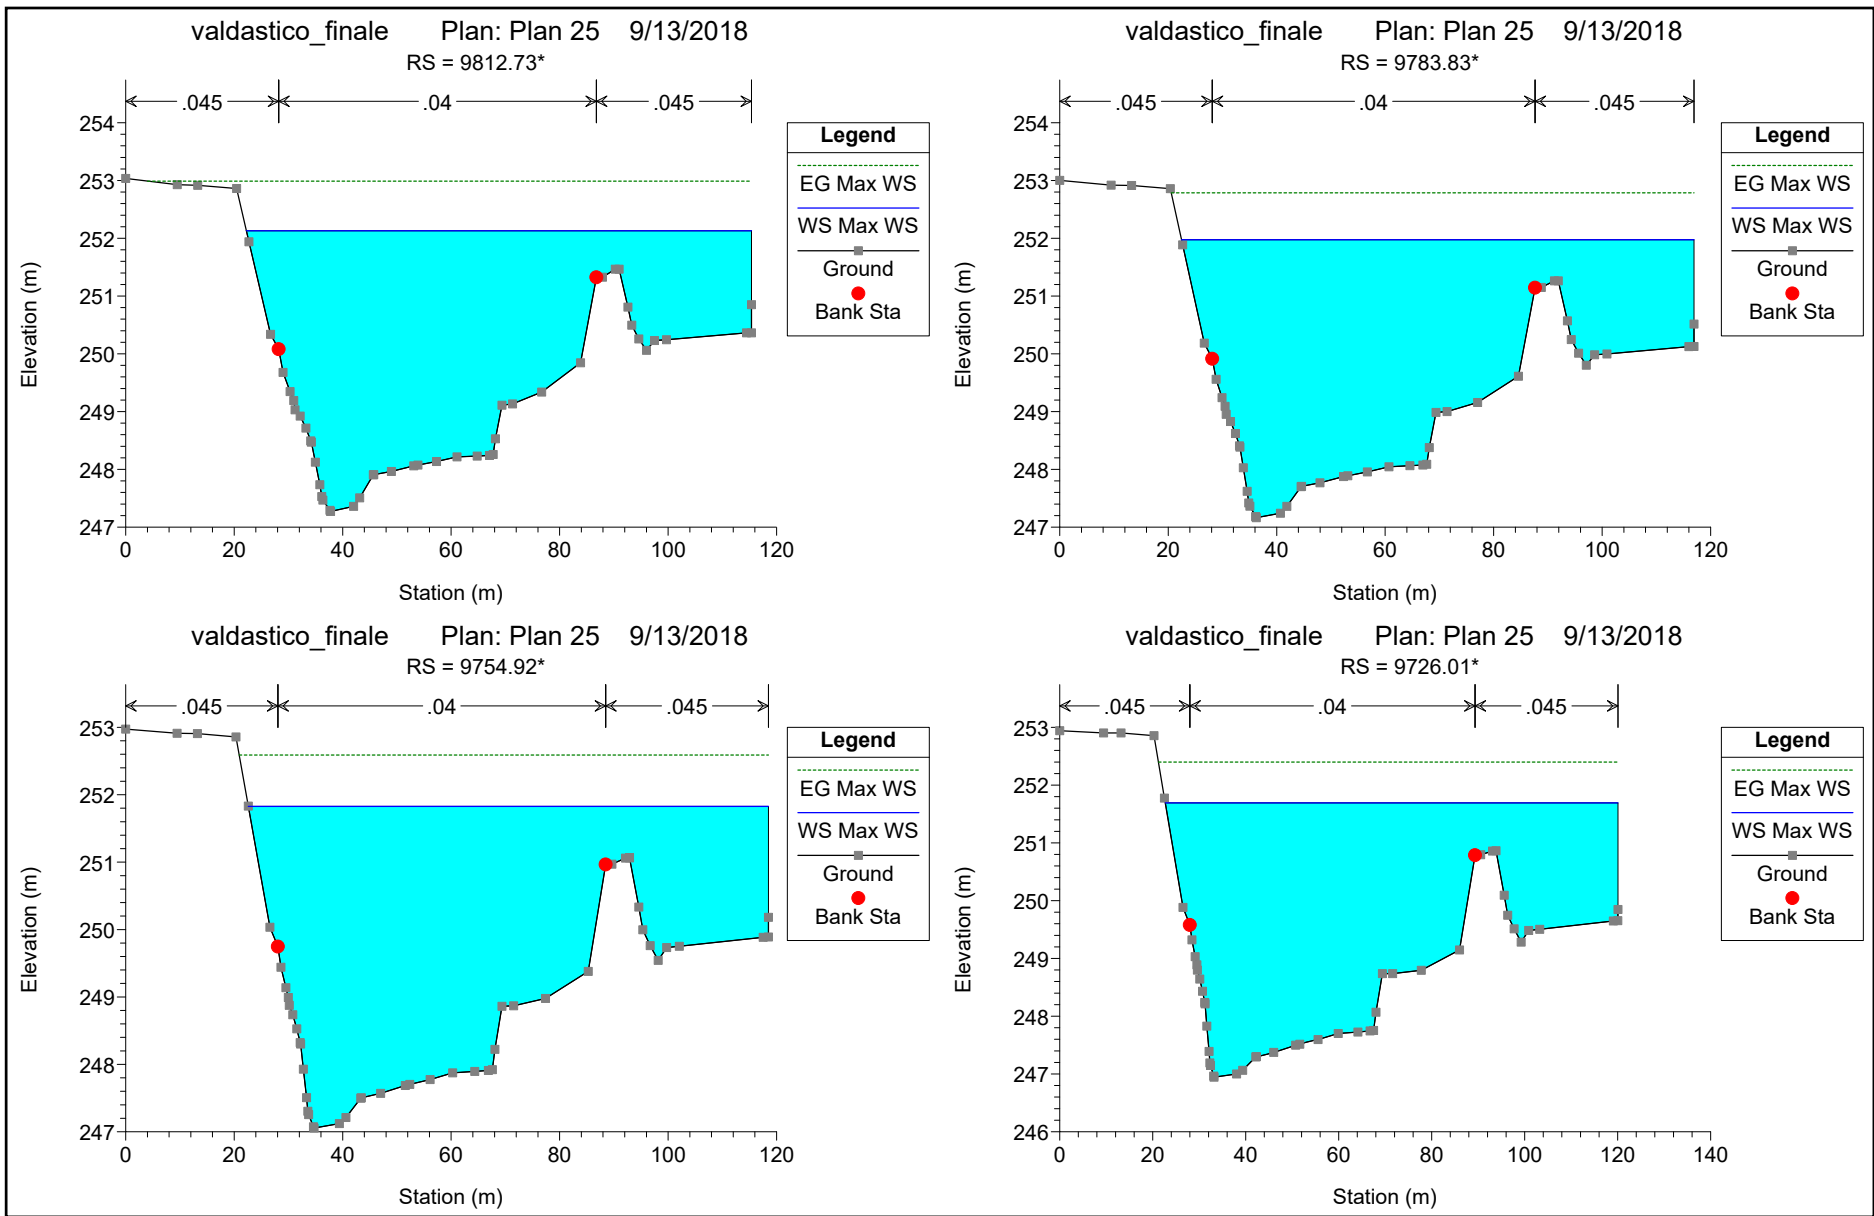 valdastico_finale Plan: Plan 25 9/13/2018
RS = 9812.73*
.045 .04 .045
254
253
252
251
250
249
248
247
Elevation (m)
0 20 40 60 80 100 120
Station (m)
Legend
EG Max WS
WS Max WS
Ground
Bank Sta
valdastico_finale Plan: Plan 25 9/13/2018
RS = 9783.83*
.045 .04 .045
254
253
252
251
250
249
248
247
Elevation (m)
0 20 40 60 80 100 120
Station (m)
Legend
EG Max WS
WS Max WS
Ground
Bank Sta
valdastico_finale Plan: Plan 25 9/13/2018
RS = 9754.92*
.045 .04 .045
253
252
251
250
249
248
247
Elevation (m)
0 20 40 60 80 100 120
Station (m)
Legend
EG Max WS
WS Max WS
Ground
Bank Sta
valdastico_finale Plan: Plan 25 9/13/2018
RS = 9726.01*
.045 .04 .045
253
252
251
250
249
248
247
246
Elevation (m)
0 20 40 60 80 100 120 140
Station (m)
Legend
EG Max WS
WS Max WS
Ground
Bank Sta